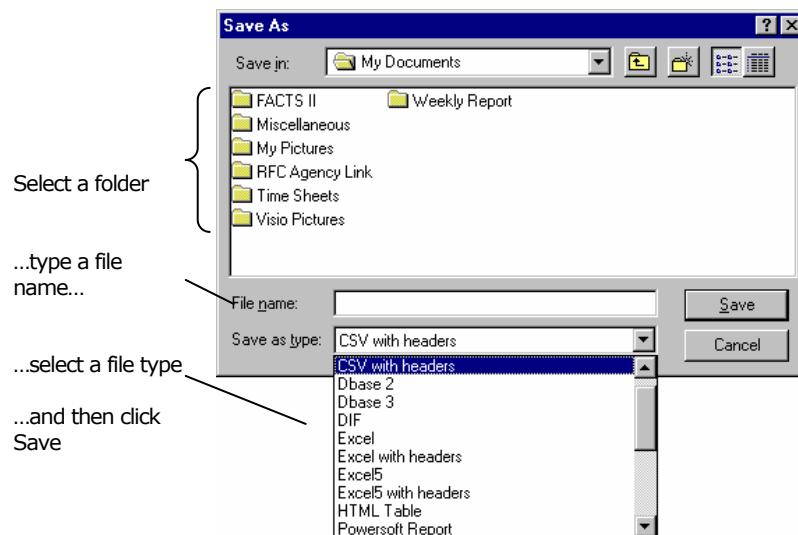 Save As
Save in: My Documents
FACTS II
Weekly Report
Miscellaneous
My Pictures
RFC Agency Link
Time Sheets
Visio Pictures
Select a folder
...type a file
name...
File name:
Save
Save as type: CSV with headers
Cancel
...select a file type
...and then click
Save
CSV with headers
Dbase 2
Dbase 3
DIF
Excel
Excel with headers
Excel5
Excel5 with headers
HTML Table
Powersoft Report